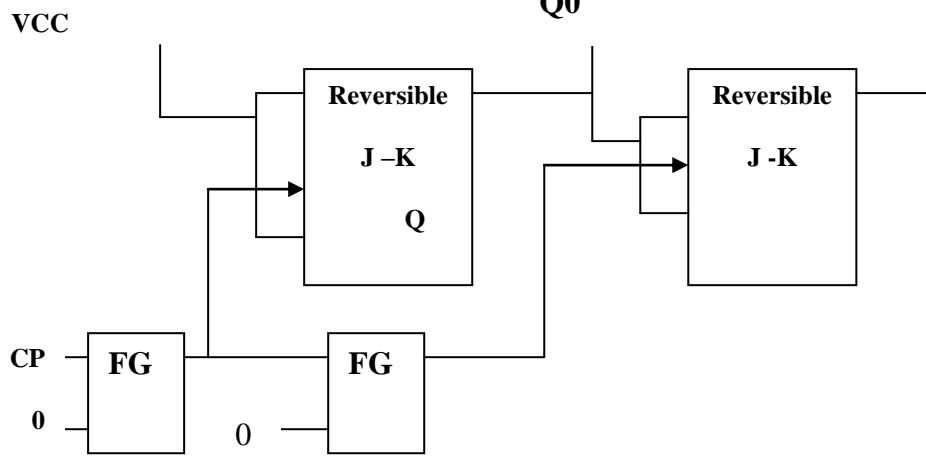 VCC
Q0
Reversible
J –K
Q
Reversible
J -K
CP
FG
FG
0
0